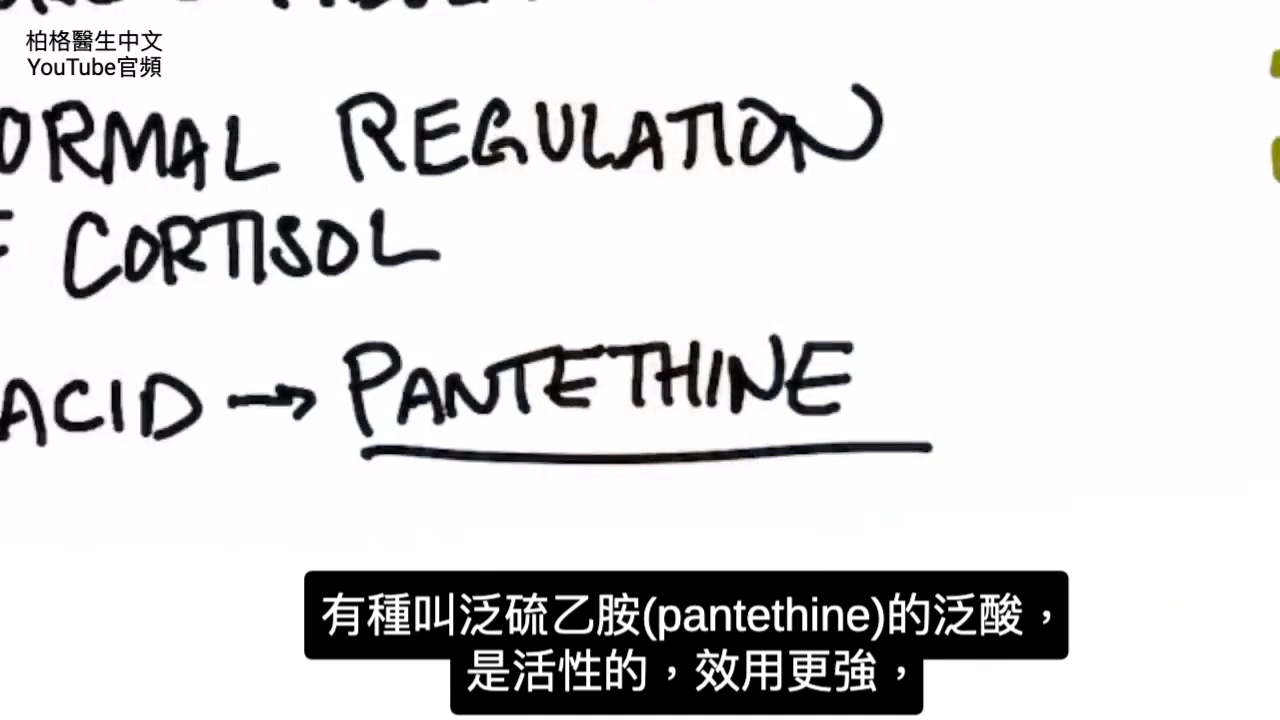 柏格醫生中文
YouTube官頻
ORMAL REGULATION
CORTISOL
ACID → PANTETHINE
有種叫泛硫乙胺(pantethine)的泛酸，
是活性的，效用更強，